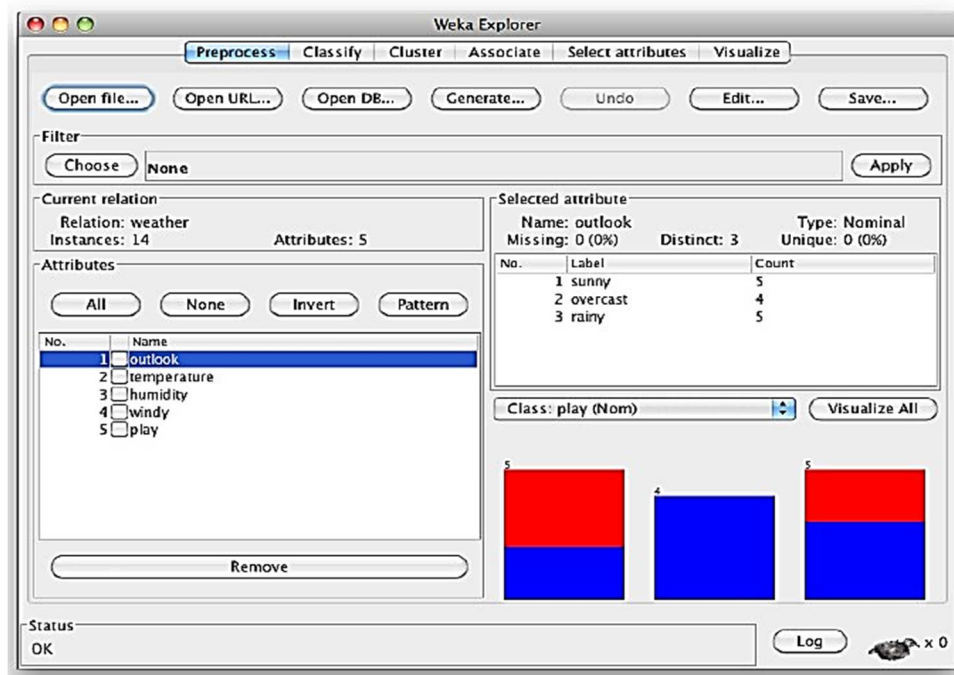 Weka Explorer
Preprocess Classify Cluster Associate Select attributes Visualize
Open file... Open URL... Open DB... Generate... Undo Edit... Save...
Filter
Choose None Apply
Current relation
Relation: weather
Instances: 14 Attributes: 5
Attributes
All None Invert Pattern
No. Name
1 outlook
2 temperature
3 humidity
4 windy
5 play
Remove
Selected attribute
Name: outlook Type: Nominal
Missing: 0 (0%) Distinct: 3 Unique: 0 (0%)
No. Label Count
1 sunny 5
2 overcast 4
3 rainy 5
Class: play (Nom) Visualize All
5 4 5
Status
OK Log x 0